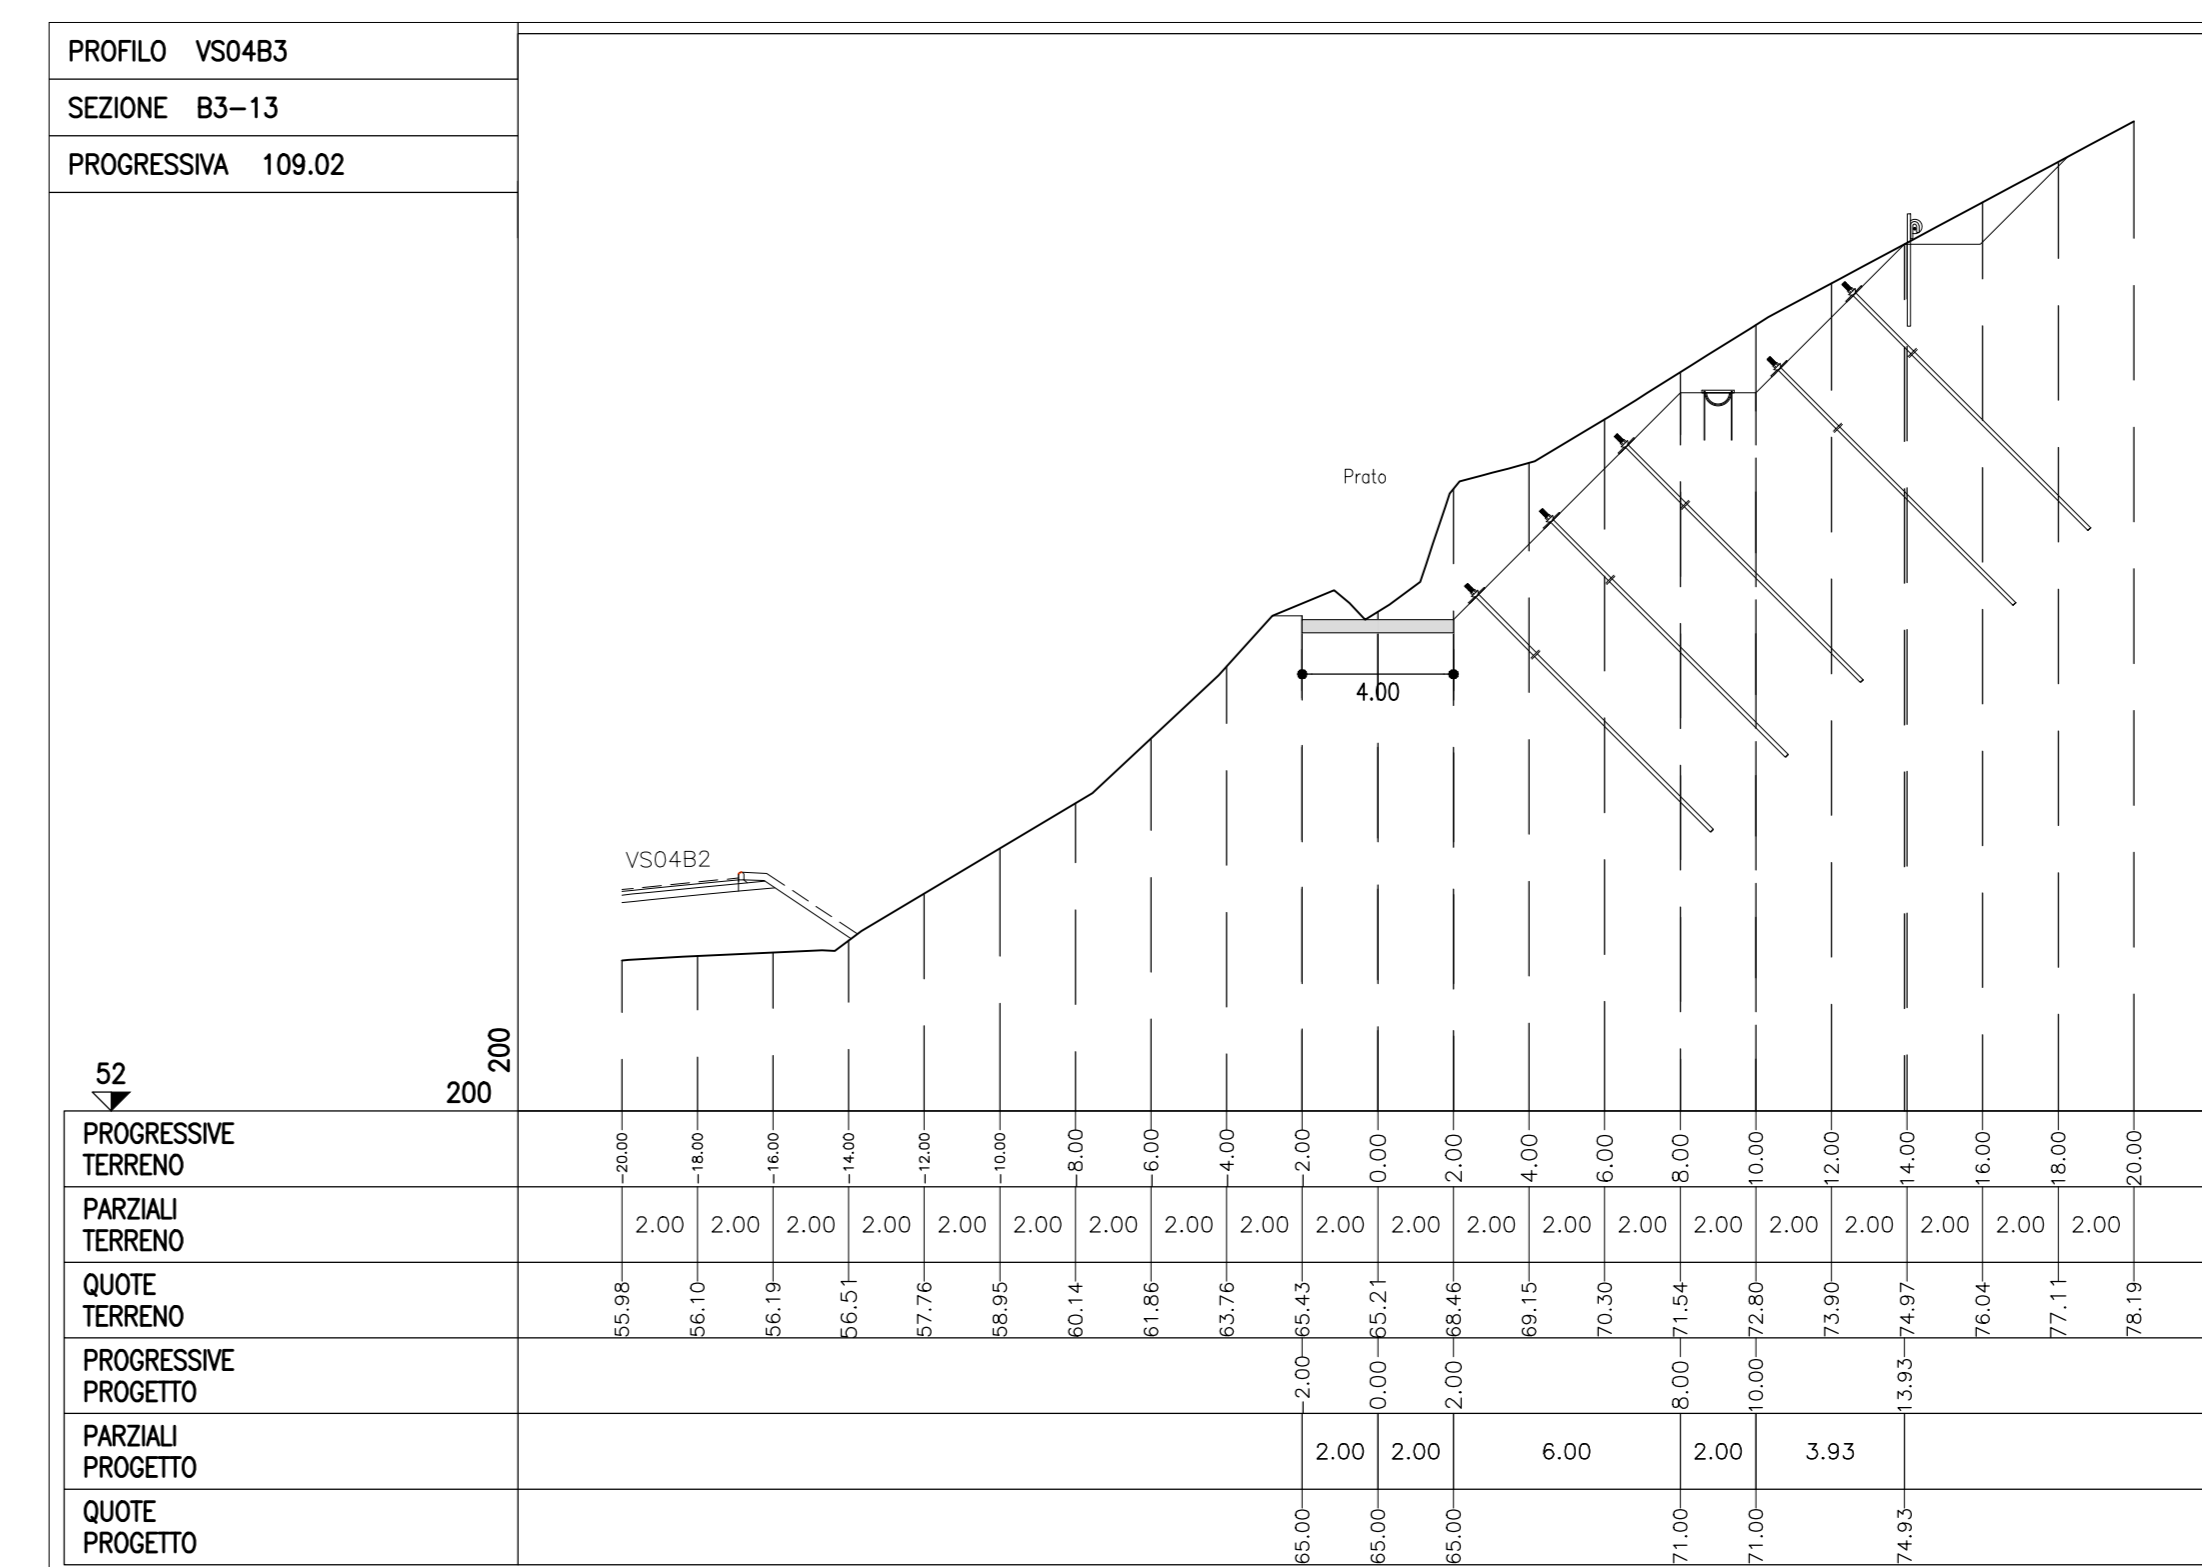 PROFILO VS04B3
SEZIONE B3-13
PROGRESSIVA 109.02
Prato
4.00
VS04B2
52
200
200
PROGRESSIVE
TERRENO
-20.00 -18.00 -16.00 -14.00 -12.00 -10.00 -8.00 -6.00 -4.00 -2.00 0.00 2.00 4.00 6.00 8.00 10.00 12.00 14.00 16.00 18.00 20.00
PARZIALI
TERRENO
2.00 2.00 2.00 2.00 2.00 2.00 2.00 2.00 2.00 2.00 2.00 2.00 2.00 2.00 2.00 2.00 2.00 2.00 2.00 2.00
QUOTE
TERRENO
55.98 56.10 56.19 56.51 57.76 58.95 60.14 61.86 63.76 65.43 65.21 68.46 69.15 70.30 71.54 72.80 73.90 74.97 76.04 77.11 78.19
PROGRESSIVE
PROGETTO
-2.00 0.00 2.00 8.00 10.00 13.93
PARZIALI
PROGETTO
2.00 2.00 6.00 2.00 3.93
QUOTE
PROGETTO
65.00 65.00 65.00 71.00 71.00 74.93